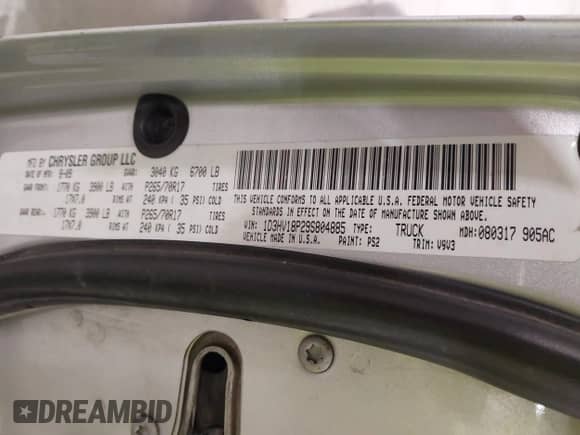 MFD BY CHRYSLER GROUP LLC
DATE OF MFR: 8-09 GVWR: 3040 KG 6700 LB
GAWR FRONT: 1770 KG 3900 LB WITH P265/70R17 TIRES
17X7.0 RIMS AT 240 KPA ( 35 PSI) COLD
GAWR REAR: 1770 KG 3900 LB WITH P265/70R17 TIRES
17X7.0 RIMS AT 240 KPA ( 35 PSI) COLD
THIS VEHICLE CONFORMS TO ALL APPLICABLE U.S.A. FEDERAL MOTOR VEHICLE SAFETY
STANDARDS IN EFFECT ON THE DATE OF MANUFACTURE SHOWN ABOVE.
VIN: 1D3HV18P29S804885 TYPE: TRUCK MDH: 080317 905AC
VEHICLE MADE IN U.S.A. PAINT: PS2 TRIM: V9V3
DREAMBID